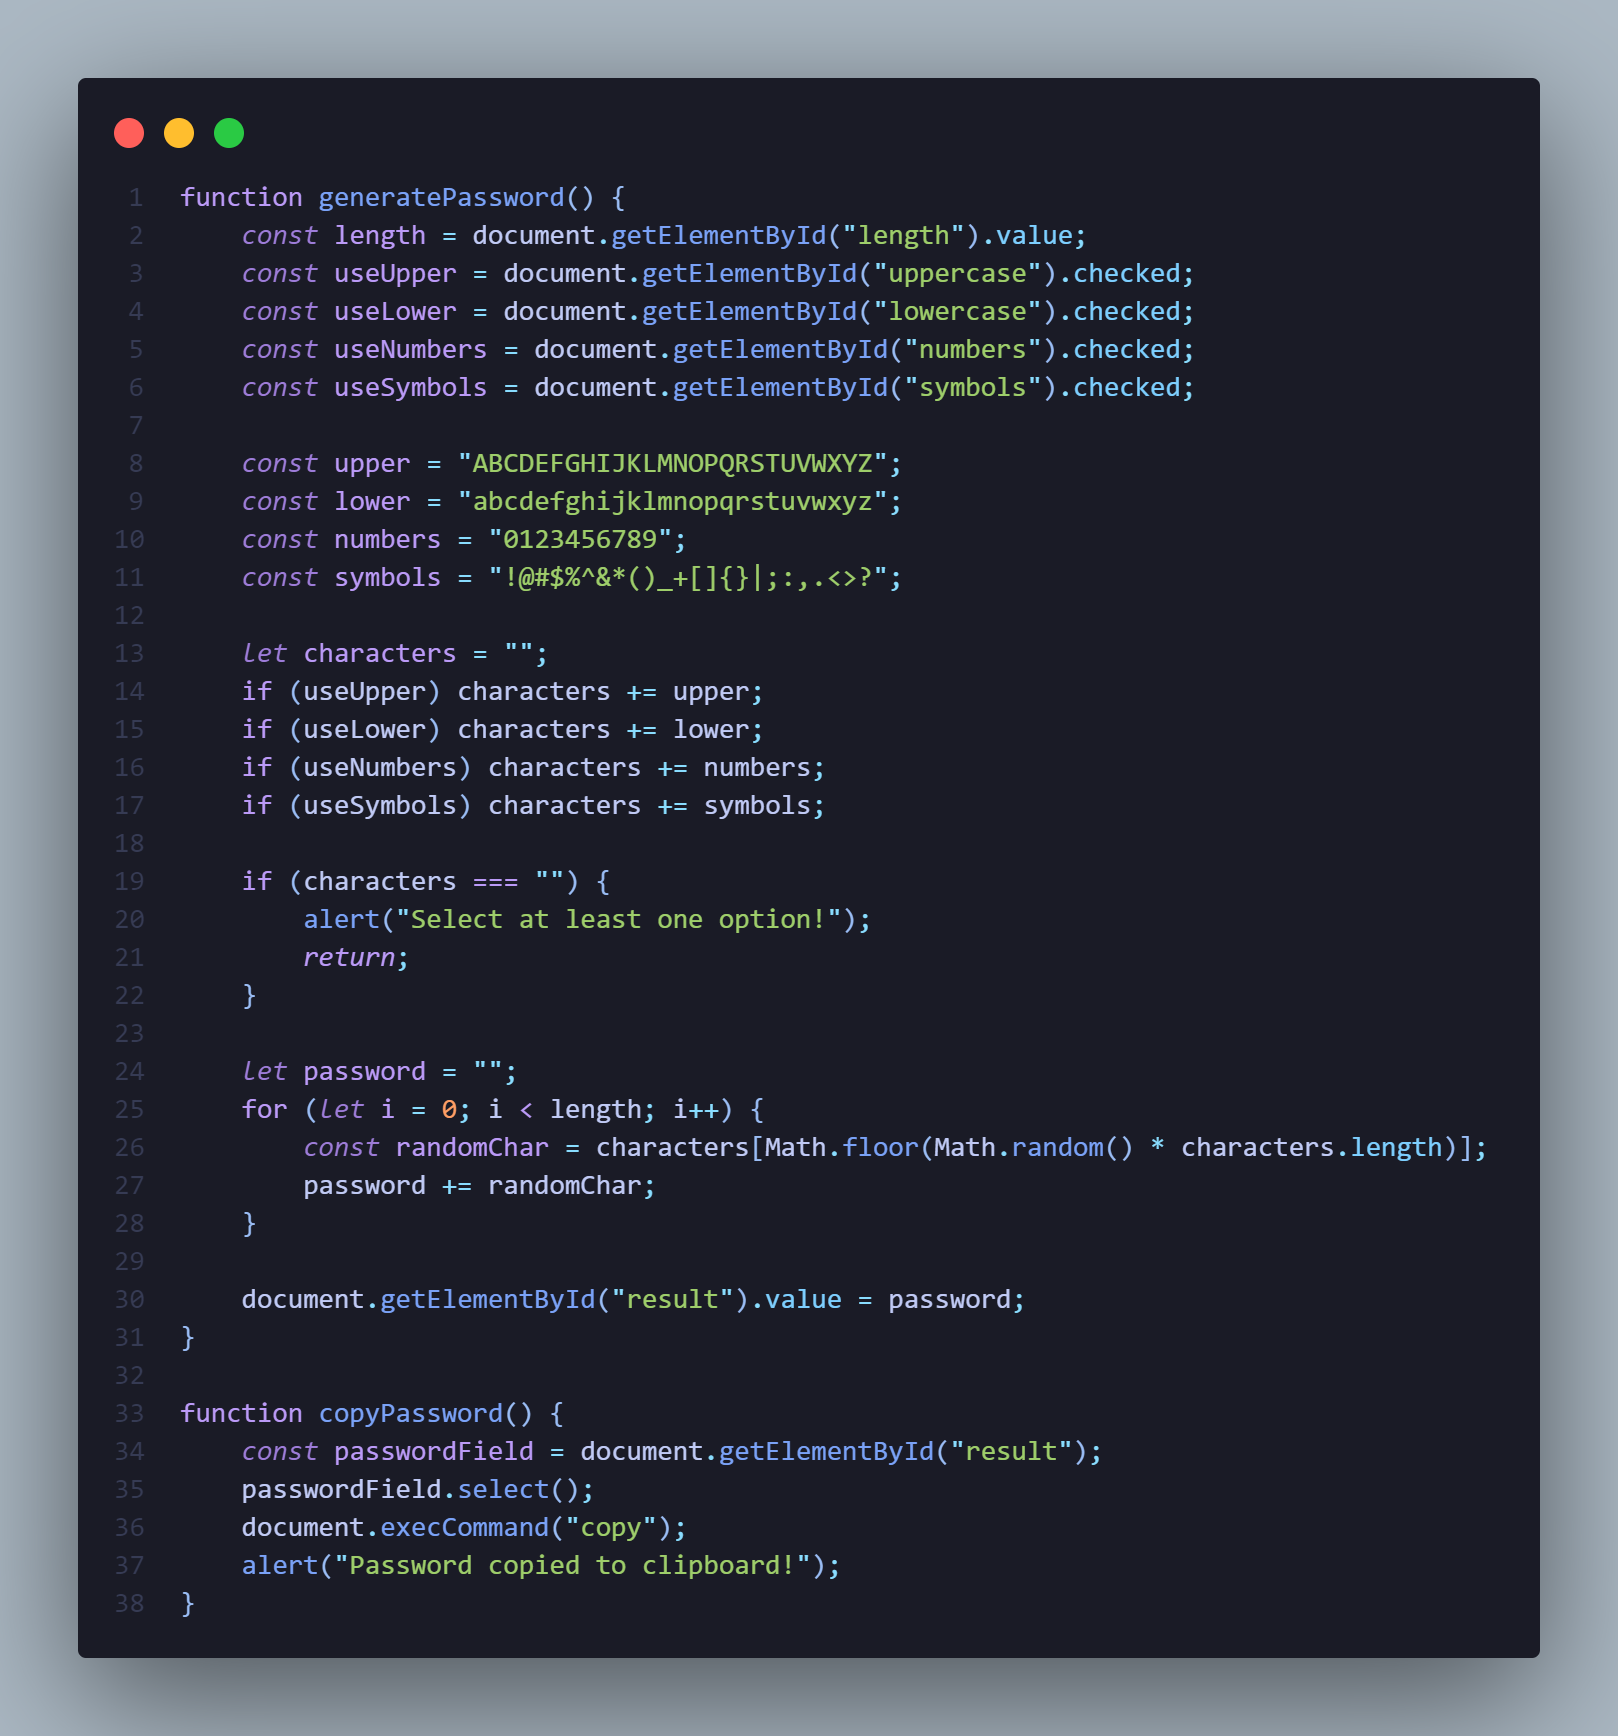 1 function generatePassword() {
2     const length = document.getElementById("length").value;
3     const useUpper = document.getElementById("uppercase").checked;
4     const useLower = document.getElementById("lowercase").checked;
5     const useNumbers = document.getElementById("numbers").checked;
6     const useSymbols = document.getElementById("symbols").checked;
7
8     const upper = "ABCDEFGHIJKLMNOPQRSTUVWXYZ";
9     const lower = "abcdefghijklmnopqrstuvwxyz";
10     const numbers = "0123456789";
11     const symbols = "!@#$%^&*()_+[]{}|;:,.<>?";
12
13     let characters = "";
14     if (useUpper) characters += upper;
15     if (useLower) characters += lower;
16     if (useNumbers) characters += numbers;
17     if (useSymbols) characters += symbols;
18
19     if (characters === "") {
20         alert("Select at least one option!");
21         return;
22     }
23
24     let password = "";
25     for (let i = 0; i < length; i++) {
26         const randomChar = characters[Math.floor(Math.random() * characters.length)];
27         password += randomChar;
28     }
29
30     document.getElementById("result").value = password;
31 }
32
33 function copyPassword() {
34     const passwordField = document.getElementById("result");
35     passwordField.select();
36     document.execCommand("copy");
37     alert("Password copied to clipboard!");
38 }